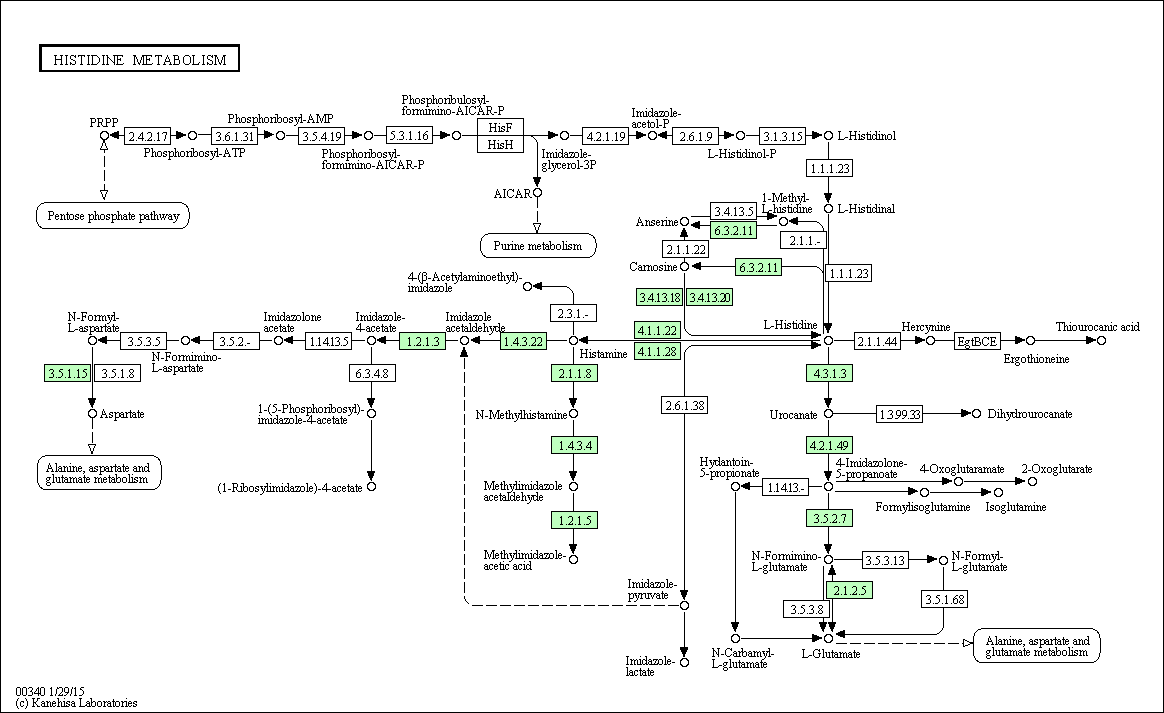 HISTIDINE METABOLISM
Phosphoribulosyl-
formimino-AICAR-P
PRPP
Phosphoribosyl-AMP
Imidazole-
acetol-P
2.4.2.17
3.6.1.31
3.5.4.19
5.3.1.16
HisF
HisH
4.2.1.19
2.6.1.9
3.1.3.15
L-Histidinol
Phosphoribosyl-ATP
Phosphoribosyl-
formimino-AICAR-P
Imidazole-
glycerol-3P
L-Histidinol-P
1.1.1.23
AICAR
Pentose phosphate pathway
Purine metabolism
1-Methyl-
L-histidine
L-Histidinal
Anserine
3.4.13.5
6.3.2.11
2.1.1.22
2.1.1.-
Carnosine
6.3.2.11
1.1.1.23
4-(β-Acetylaminoethyl)-
imidazole
3.4.13.18
3.4.13.20
2.3.1.-
N-Formyl-
L-aspartate
Imidazolone
acetate
Imidazole-
4-acetate
Imidazole
acetaldehyde
4.1.1.22
L-Histidine
Hercynine
Thiourocanic acid
3.5.3.5
3.5.2.-
1.14.13.5
1.2.1.3
1.4.3.22
2.1.1.44
EgtBCE
N-Formimino-
L-aspartate
Histamine
4.1.1.28
Ergothioneine
3.5.1.15
3.5.1.8
6.3.4.8
2.1.1.8
4.3.1.3
2.6.1.38
Aspartate
1-(5-Phosphoribosyl)-
imidazole-4-acetate
N-Methylhistamine
Urocanate
1.3.99.33
Dihydrourocanate
1.4.3.4
4.2.1.49
Alanine, aspartate and
glutamate metabolism
(1-Ribosylimidazole)-4-acetate
Methylimidazole
acetaldehyde
Hydantoin-
5-propionate
4-Imidazolone-
5-propanoate
4-Oxoglutaramate
2-Oxoglutarate
1.14.13.-
Formylisoglutamine
Isoglutamine
1.2.1.5
3.5.2.7
Methylimidazole-
acetic acid
N-Formimino-
L-glutamate
3.5.3.13
N-Formyl-
L-glutamate
Imidazole-
pyruvate
2.1.2.5
3.5.3.8
3.5.1.68
N-Carbamyl-
L-glutamate
L-Glutamate
Alanine, aspartate and
glutamate metabolism
Imidazole-
lactate
00340 1/29/15
(c) Kanehisa Laboratories